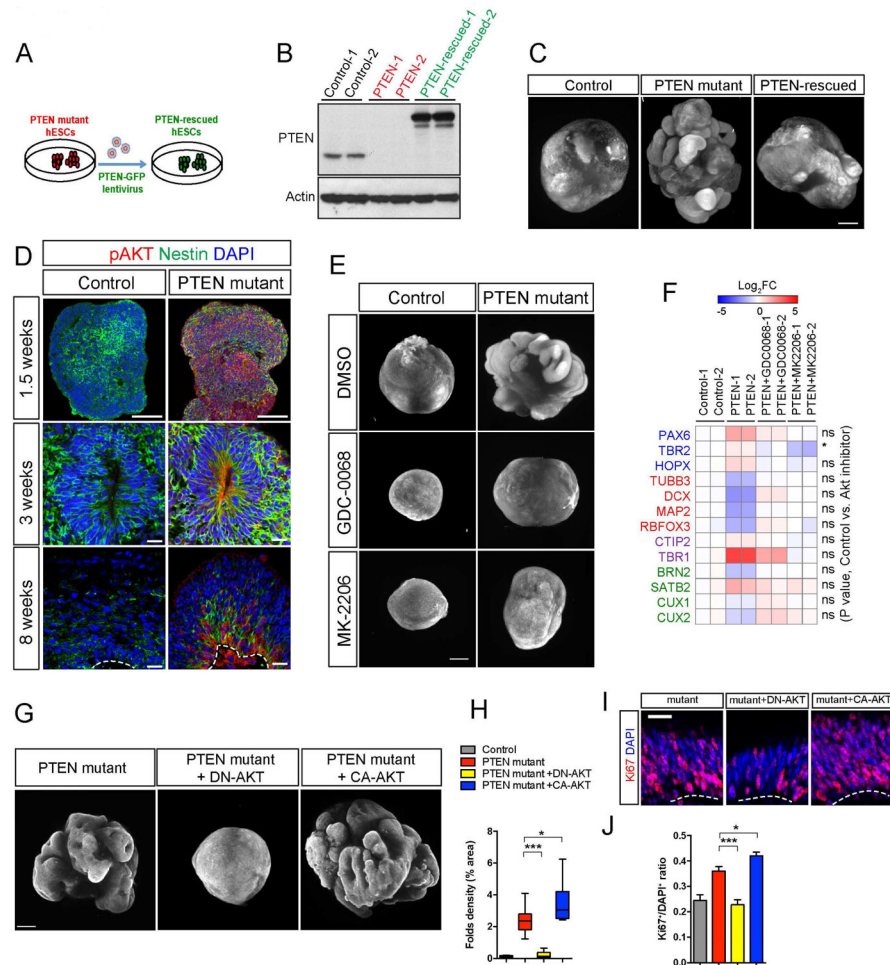 A
PTEN mutant
hESCs
PTEN-rescued
hESCs
PTEN-GFP
lentivirus
B
Control-1
Control-2
PTEN-1
PTEN-2
PTEN-rescued-1
PTEN-rescued-2
PTEN
Actin
C
Control
PTEN mutant
PTEN-rescued
D
pAKT Nestin DAPI
Control
PTEN mutant
1.5 weeks
3 weeks
8 weeks
E
Control
PTEN mutant
DMSO
GDC-0068
MK-2206
F
Log2FC
-5 0 5
Control-1
Control-2
PTEN-1
PTEN-2
PTEN+GDC0068-1
PTEN+GDC0068-2
PTEN+MK2206-1
PTEN+MK2206-2
PAX6 ns
TBR2 *
HOPX ns
TUBB3 ns
DCX ns
MAP2 ns
RBFOX3 ns
CTIP2 ns
TBR1 ns
BRN2 ns
SATB2 ns
CUX1 ns
CUX2 ns
(P value, Control vs. Akt inhibitor)
G
PTEN mutant
PTEN mutant
+ DN-AKT
PTEN mutant
+ CA-AKT
H
Control
PTEN mutant
PTEN mutant +DN-AKT
PTEN mutant +CA-AKT
Folds density (% area)
8
6
4
2
0
*
***
I
mutant
mutant+DN-AKT
mutant+CA-AKT
Ki67 DAPI
J
Ki67+/DAPI+ ratio
0.5
0.4
0.3
0.2
0.1
0.0
*
***